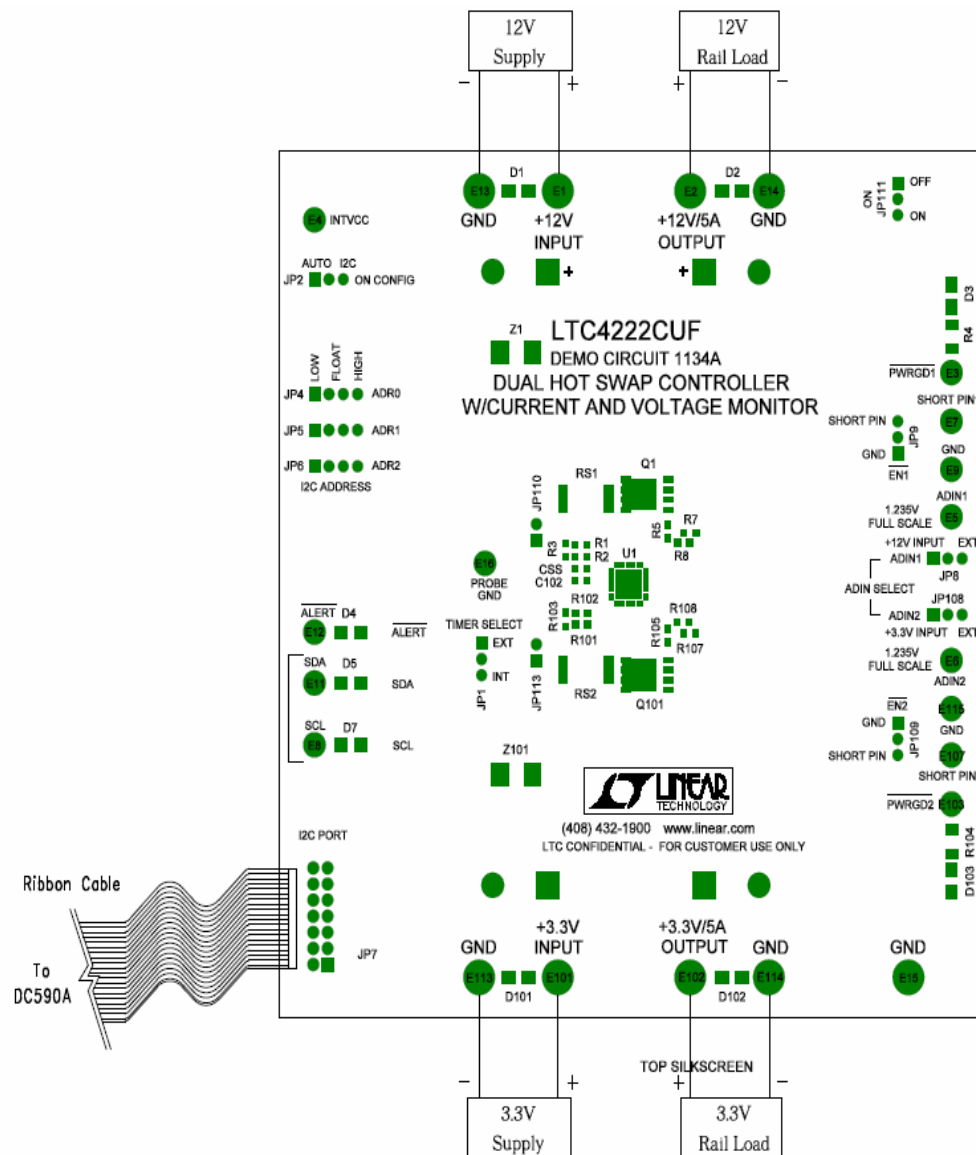 12V
Supply
12V
Rail Load
- + + -
E13 D1 E1 E2 D2 E14
GND +12V INPUT +12V/5A OUTPUT GND
+ +
E4 INTVCC
AUTO I2C
JP2 ON CONFIG
ON
JP111
OFF
ON
D3
R4
Z1
LTC4222CUF
DEMO CIRCUIT 1134A
DUAL HOT SWAP CONTROLLER
W/CURRENT AND VOLTAGE MONITOR
LOW FLOAT HIGH
JP4 ADR0
JP5 ADR1
JP6 ADR2
I2C ADDRESS
PWRGD1 E3
SHORT PIN1
E7
SHORT PIN
JP9
GND
EN1
GND
E9
ADIN1
1.235V
FULL SCALE
E5
+12V INPUT EXT
ADIN1
JP8
ADIN SELECT
JP108
ADIN2
+3.3V INPUT EXT
1.235V
FULL SCALE
E6
ADIN2
EN2
E115
GND
JP109
GND
E107
SHORT PIN
SHORT PIN
PWRGD2 E103
R104
D103
JP110
RS1
Q1
R5
R7
R8
R3
R1
R2
CSS
C102
U1
E16
PROBE
GND
R103
R102
R101
R105
R108
R107
TIMER SELECT
EXT
INT
JP1
JP113
RS2
Q101
ALERT D4
E12 ALERT
SDA D5
E11 SDA
SCL D7
E8 SCL
Z101
LINEAR
TECHNOLOGY
(408) 432-1900 www.linear.com
LTC CONFIDENTIAL - FOR CUSTOMER USE ONLY
I2C PORT
JP7
Ribbon Cable
To
DC590A
GND +3.3V INPUT +3.3V/5A OUTPUT GND GND
E113 D101 E101 E102 D102 E114 E15
TOP SILKSCREEN
- + + -
3.3V
Supply
3.3V
Rail Load